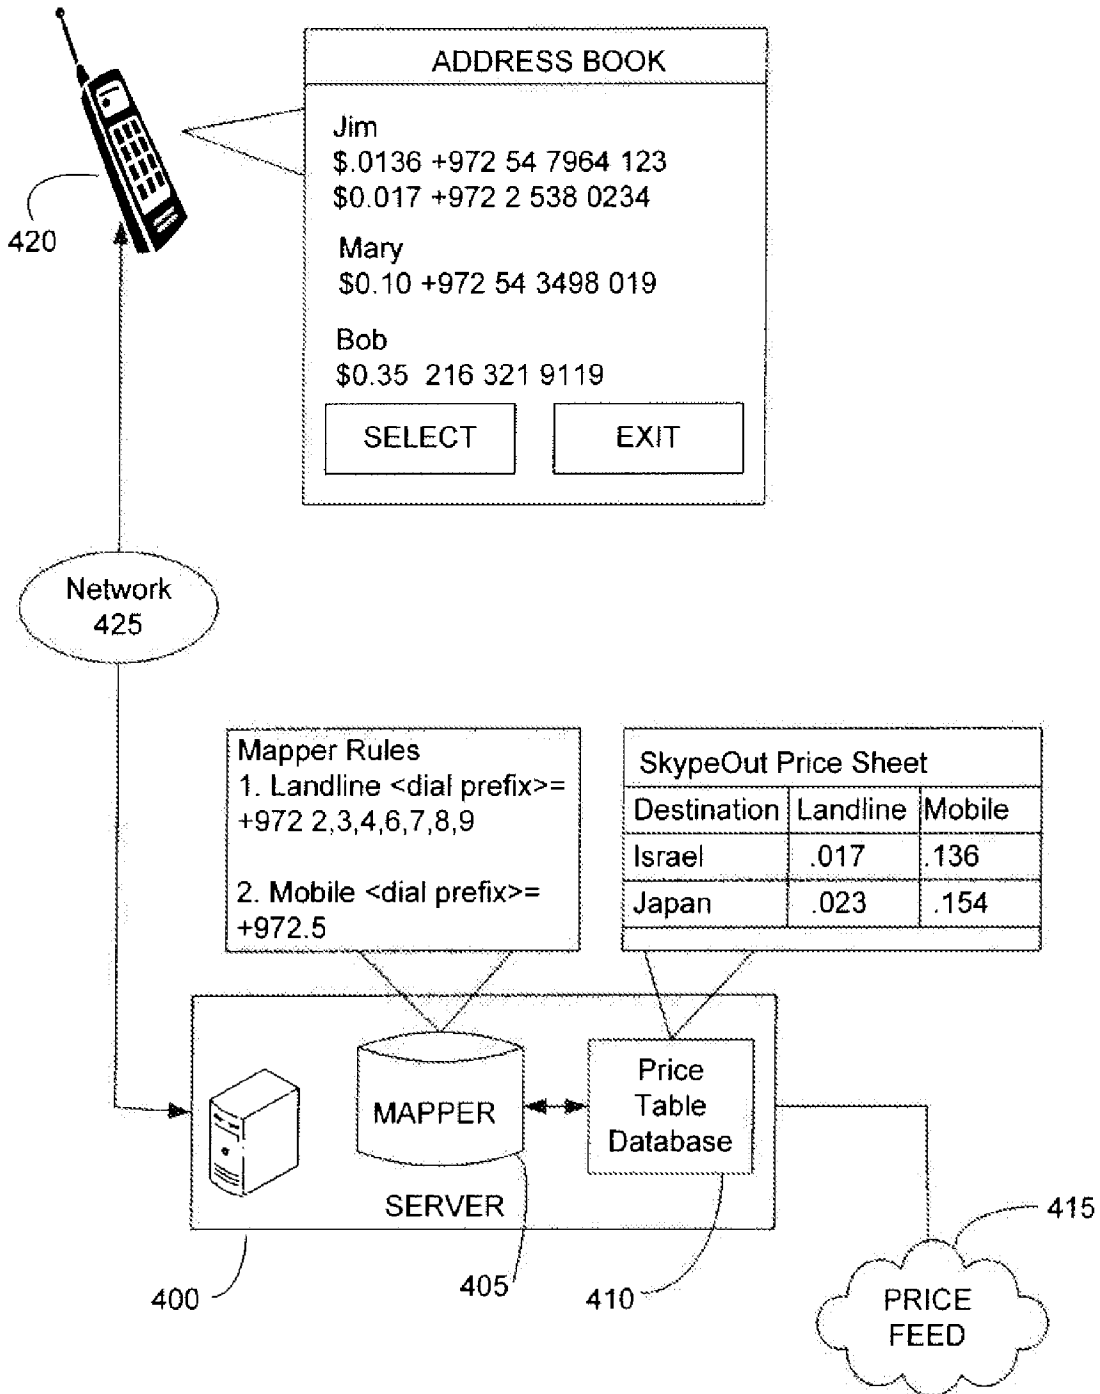 ADDRESS BOOK
Jim
$.0136 +972 54 7964 123
$0.017 +972 2 538 0234
Mary
$0.10 +972 54 3498 019
Bob
$0.35 216 321 9119
SELECT
EXIT
420
Network
425
Mapper Rules
1. Landline <dial prefix>=
+972 2,3,4,6,7,8,9
2. Mobile <dial prefix>=
+972.5
SkypeOut Price Sheet
Destination Landline Mobile
Israel .017 .136
Japan .023 .154
MAPPER
Price
Table
Database
SERVER
400
405
410
415
PRICE
FEED